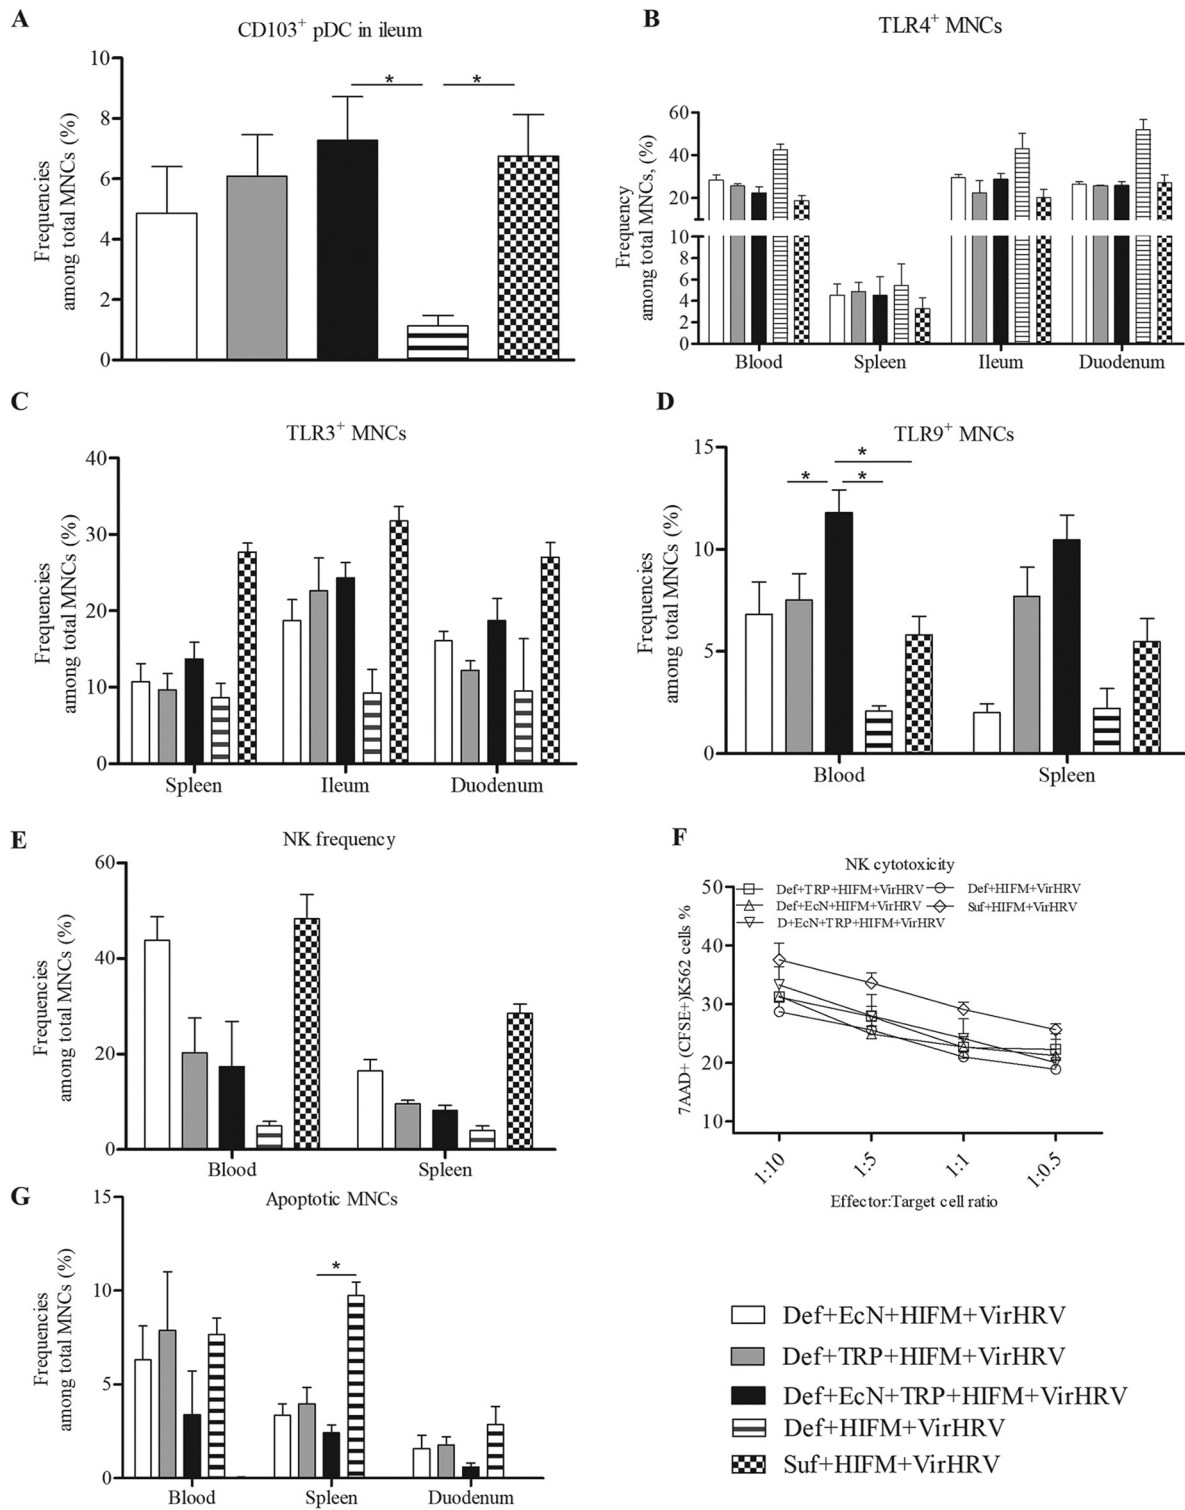 A
CD103+ pDC in ileum
Frequencies
among total MNCs (%)
10
8
6
4
2
0
*
*
B
TLR4+ MNCs
Frequency
among total MNCs, (%)
60
40
20
10
8
6
4
2
0
Blood
Spleen
Ileum
Duodenum
C
TLR3+ MNCs
Frequencies
among total MNCs (%)
40
30
20
10
0
Spleen
Ileum
Duodenum
D
TLR9+ MNCs
Frequencies
among total MNCs (%)
15
10
5
0
*
*
*
Blood
Spleen
E
NK frequency
Frequencies
among total MNCs (%)
60
40
20
0
Blood
Spleen
F
NK cytotoxicity
Def+TRP+HIFM+VirHRV
Def+HIFM+VirHRV
Def+EcN+HIFM+VirHRV
Suf+HIFM+VirHRV
D+EcN+TRP+HIFM+VirHRV
7AAD+ (CFSE+)K562 cells %
50
40
30
20
10
1:10
1:5
1:1
1:0.5
Effector:Target cell ratio
G
Apoptotic MNCs
Frequencies
among total MNCs (%)
15
10
5
0
*
Blood
Spleen
Duodenum
Def+EcN+HIFM+VirHRV
Def+TRP+HIFM+VirHRV
Def+EcN+TRP+HIFM+VirHRV
Def+HIFM+VirHRV
Suf+HIFM+VirHRV